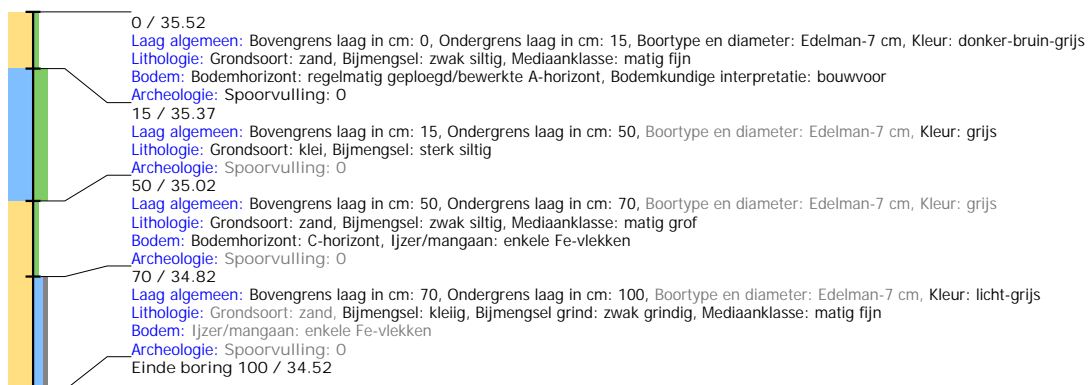 0 / 35.52
Laag algemeen: Bovengrens laag in cm: 0, Ondergrens laag in cm: 15, Boortype en diameter: Edelman-7 cm, Kleur: donker-bruin-grijs
Lithologie: Grondsoort: zand, Bijmengsel: zwak siltig, Mediaanklasse: matig fijn
Bodem: Bodemhorizont: regelmatig geploegd/bewerkte A-horizont, Bodemkundige interpretatie: bouwvoor
Archeologie: Spoorvulling: 0
15 / 35.37
Laag algemeen: Bovengrens laag in cm: 15, Ondergrens laag in cm: 50, Boortype en diameter: Edelman-7 cm, Kleur: grijs
Lithologie: Grondsoort: klei, Bijmengsel: sterk siltig
Archeologie: Spoorvulling: 0
50 / 35.02
Laag algemeen: Bovengrens laag in cm: 50, Ondergrens laag in cm: 70, Boortype en diameter: Edelman-7 cm, Kleur: grijs
Lithologie: Grondsoort: zand, Bijmengsel: zwak siltig, Mediaanklasse: matig grof
Bodem: Bodemhorizont: C-horizont, Ijzer/mangaan: enkele Fe-vlekken
Archeologie: Spoorvulling: 0
70 / 34.82
Laag algemeen: Bovengrens laag in cm: 70, Ondergrens laag in cm: 100, Boortype en diameter: Edelman-7 cm, Kleur: licht-grijs
Lithologie: Grondsoort: zand, Bijmengsel: kleiig, Bijmengsel grind: zwak grindig, Mediaanklasse: matig fijn
Bodem: Ijzer/mangaan: enkele Fe-vlekken
Archeologie: Spoorvulling: 0
Einde boring 100 / 34.52